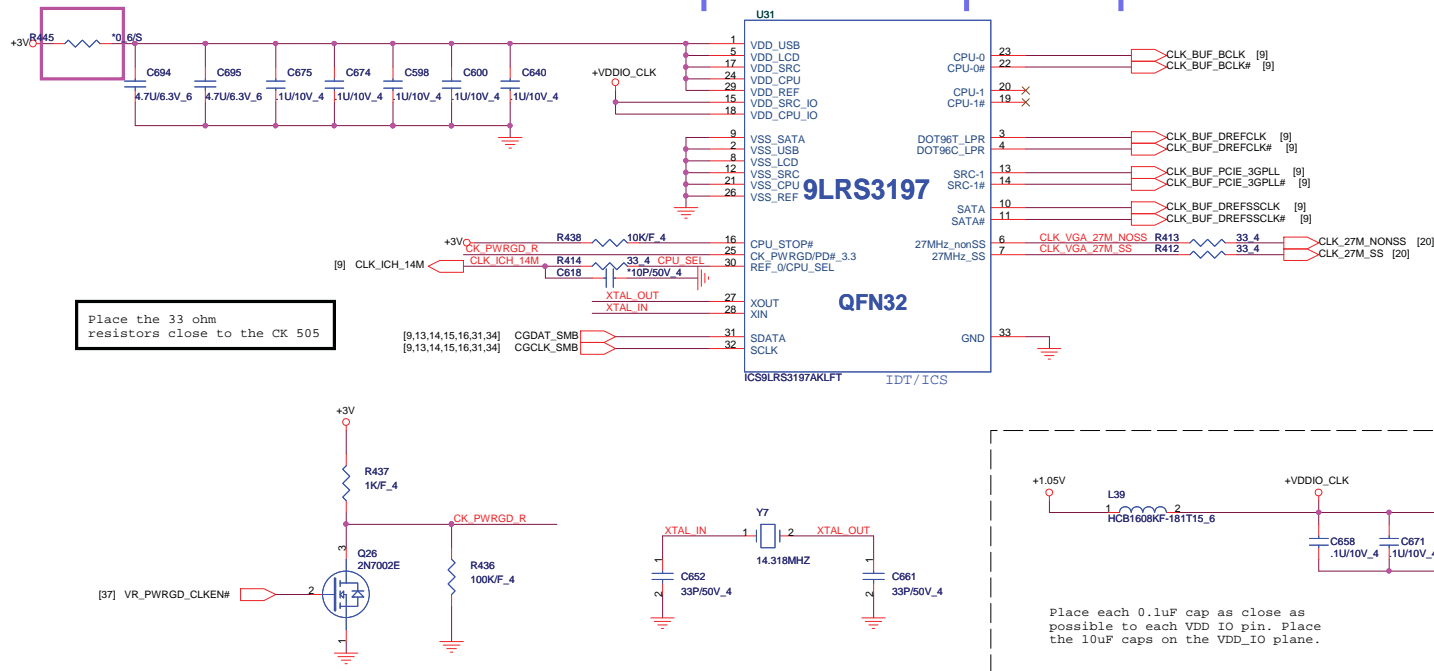 U31
+3V R445 *0_6/S
C694 C695 C675 C674 C598 C600 C640
4.7U/6.3V_6 4.7U/6.3V_6 .1U/10V_4 .1U/10V_4 .1U/10V_4 .1U/10V_4 .1U/10V_4
+VDDIO_CLK
1 VDD_USB
5 VDD_LCD
17 VDD_SRC
24 VDD_CPU
29 VDD_REF
15 VDD_SRC_IO
18 VDD_CPU_IO
9 VSS_SATA
2 VSS_USB
8 VSS_LCD
12 VSS_SRC
21 VSS_CPU
26 VSS_REF
9LRS3197
CPU-0 23 CLK_BUF_BCLK [9]
CPU-0# 22 CLK_BUF_BCLK# [9]
CPU-1 20
CPU-1# 19
DOT96T_LPR 3 CLK_BUF_DREFCLK [9]
DOT96C_LPR 4 CLK_BUF_DREFCLK# [9]
SRC-1 13 CLK_BUF_PCIE_3GPLL [9]
SRC-1# 14 CLK_BUF_PCIE_3GPLL# [9]
SATA 10 CLK_BUF_DREFSSCLK [9]
SATA# 11 CLK_BUF_DREFSSCLK# [9]
27MHz_nonSS 6 CLK_VGA_27M_NOSS R413 33_4 CLK_27M_NONSS [20]
27MHz_SS 7 CLK_VGA_27M_SS R412 33_4 CLK_27M_SS [20]
+3V R438 10K/F_4 16 CPU_STOP#
CK_PWRGD_R 25 CK_PWRGD/PD#_3.3
[9] CLK_ICH_14M CLK_ICH_14M R414 33_4 CPU_SEL 30 REF_0/CPU_SEL
C618 *10P/50V_4
XTAL_OUT 27 XOUT
XTAL_IN 28 XIN
QFN32
[9,13,14,15,16,31,34] CGDAT_SMB 31 SDATA
[9,13,14,15,16,31,34] CGCLK_SMB 32 SCLK
GND 33
ICS9LRS3197AKLFT IDT/ICS
Place the 33 ohm
resistors close to the CK 505
+3V
R437
1K/F_4
CK_PWRGD_R
3
Q26
2N7002E
R436
100K/F_4
[37] VR_PWRGD_CLKEN# 2
1
Y7
XTAL_IN 1 2 XTAL_OUT
14.318MHZ
1 C652
33P/50V_4
2
1 C661
33P/50V_4
2
+1.05V +VDDIO_CLK
L39
1 2
HCB1608KF-181T15_6
C658 C671
.1U/10V_4 .1U/10V_4
Place each 0.1uF cap as close as
possible to each VDD IO pin. Place
the 10uF caps on the VDD_IO plane.